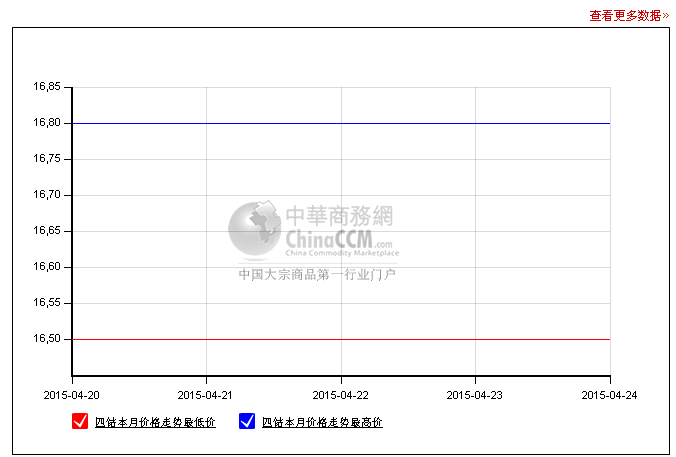 查看更多数据»
16,85
16,80
16,75
16,70
16,65
16,60
16,55
16,50
中華商務網
ChinaCCM.com
China Commodity Marketplace
中国大宗商品第一行业门户
2015-04-20 2015-04-21 2015-04-22 2015-04-23 2015-04-24
四钴本月价格走势最低价 四钴本月价格走势最高价